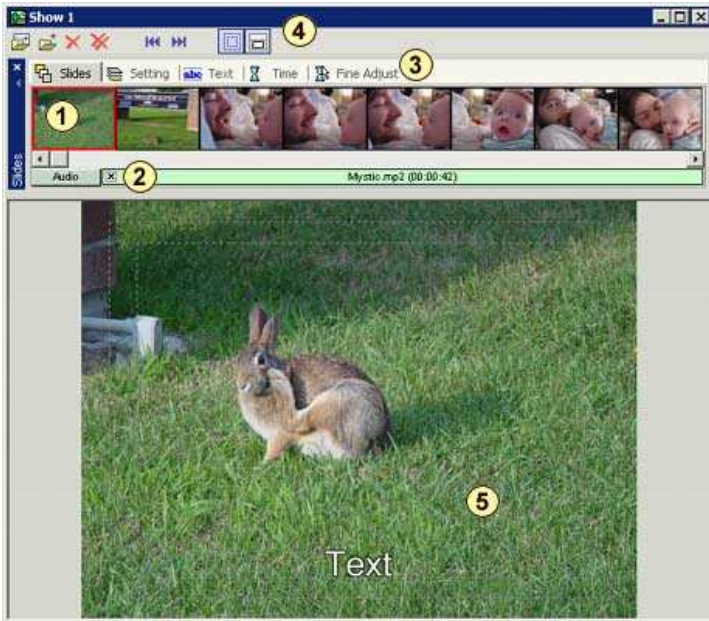 Show 1
4
Slides Setting abc Text Time Fine Adjust 3
1
Slides
Audio 2 Mystic.mp2 (00:00:42)
5
Text